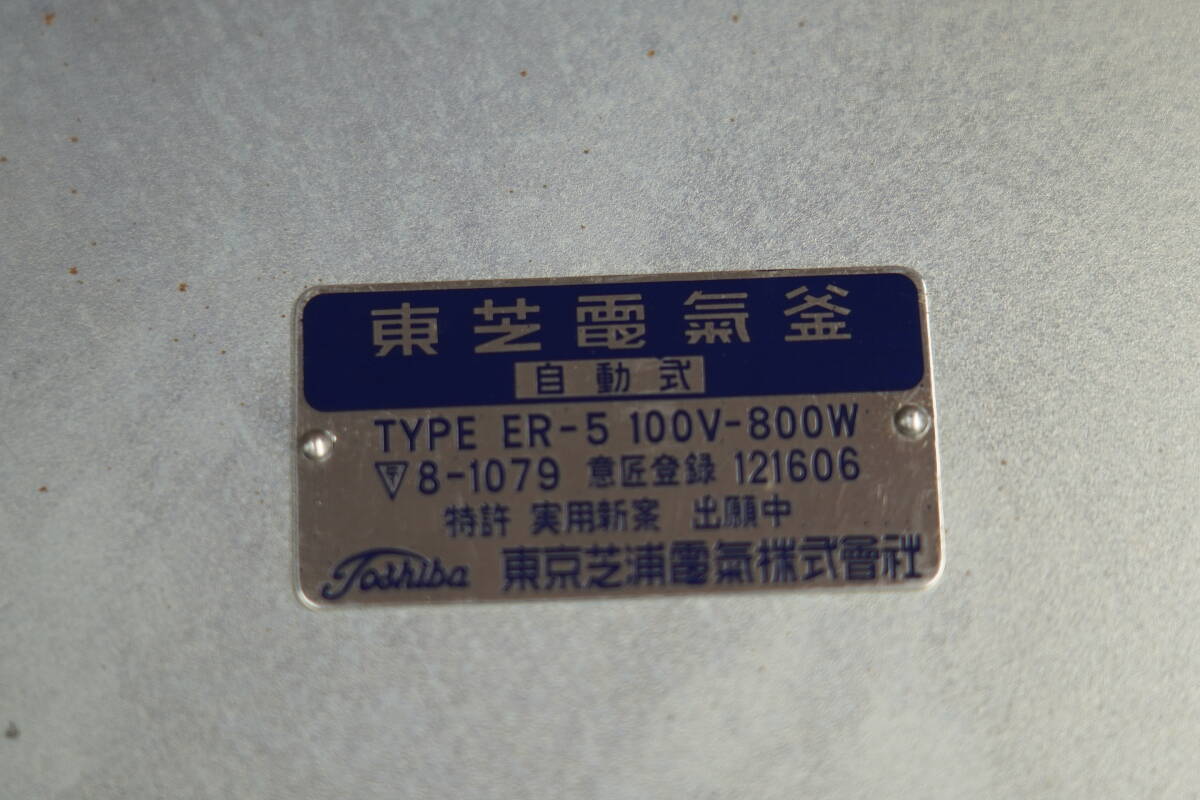 東芝電氣釜
自動式
TYPE ER-5 100V-800W
〒8-1079 意匠登録 121606
特許 実用新案 出願中
Toshiba 東京芝浦電氣株式會社